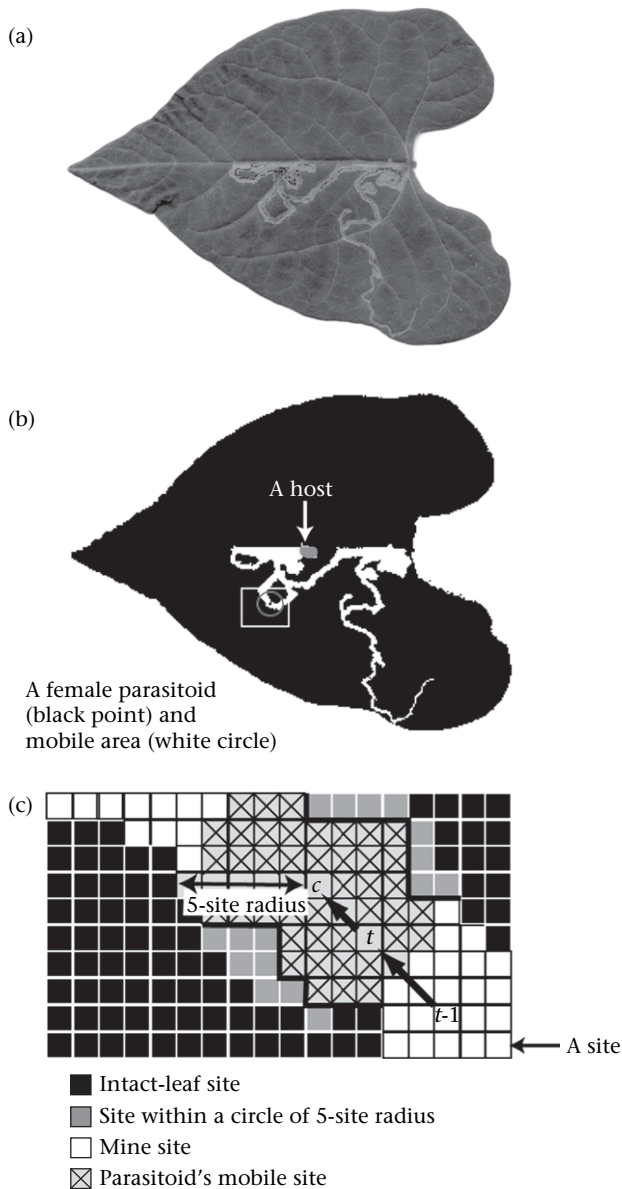 (a)
(b)
A host
A female parasitoid
(black point) and
mobile area (white circle)
(c)
c
5-site radius
t
t-1
A site
Intact-leaf site
Site within a circle of 5-site radius
Mine site
Parasitoid's mobile site